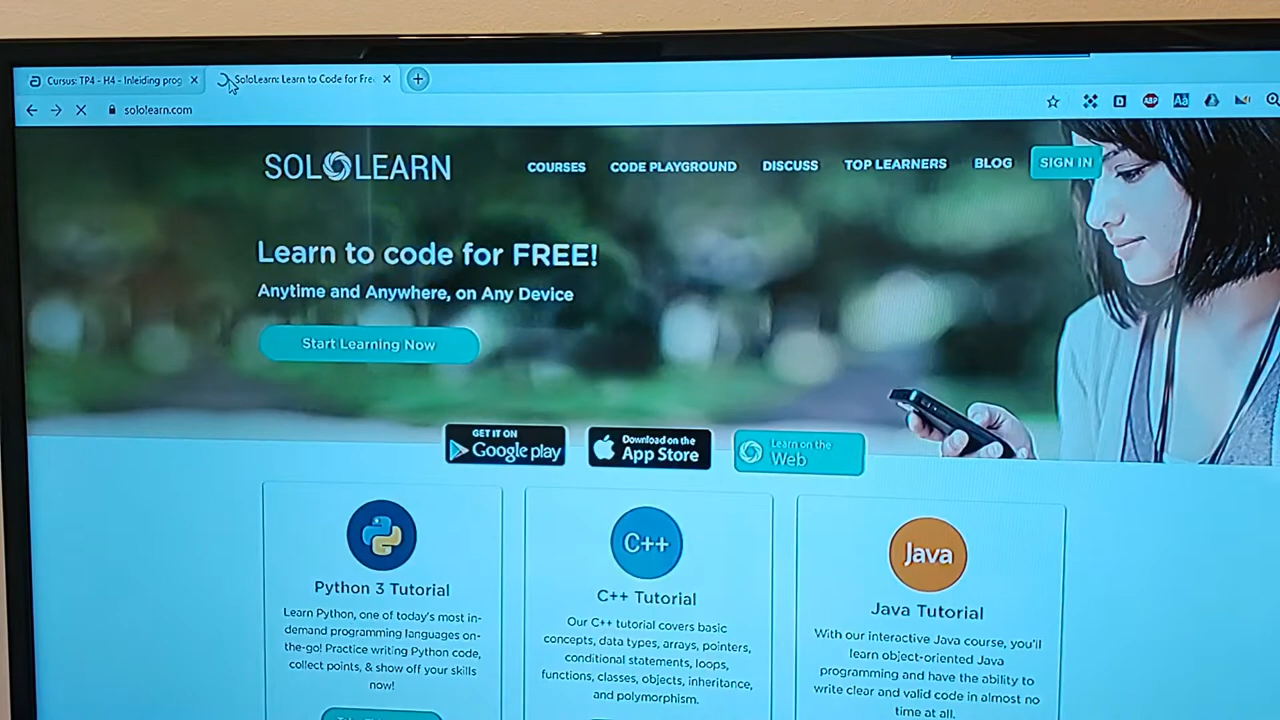 Cursus: TP4 - H4 - Inleiding prog
SoloLearn: Learn to Code for Fre
sololearn.com
ABP
Aa
SOLOLEARN
COURSES
CODE PLAYGROUND
DISCUSS
TOP LEARNERS
BLOG
SIGN IN
Learn to code for FREE!
Anytime and Anywhere, on Any Device
Start Learning Now
GET IT ON
Google play
Download on the
App Store
Learn on the
Web
Python 3 Tutorial
Learn Python, one of today's most in-
demand programming languages on-
the-go! Practice writing Python code,
collect points, & show off your skills
now!
C++
C++ Tutorial
Our C++ tutorial covers basic
concepts, data types, arrays, pointers,
conditional statements, loops,
functions, classes, objects, inheritance,
and polymorphism.
Java
Java Tutorial
With our interactive Java course, you'll
learn object-oriented Java
programming and have the ability to
write clear and valid code in almost no
time at all.